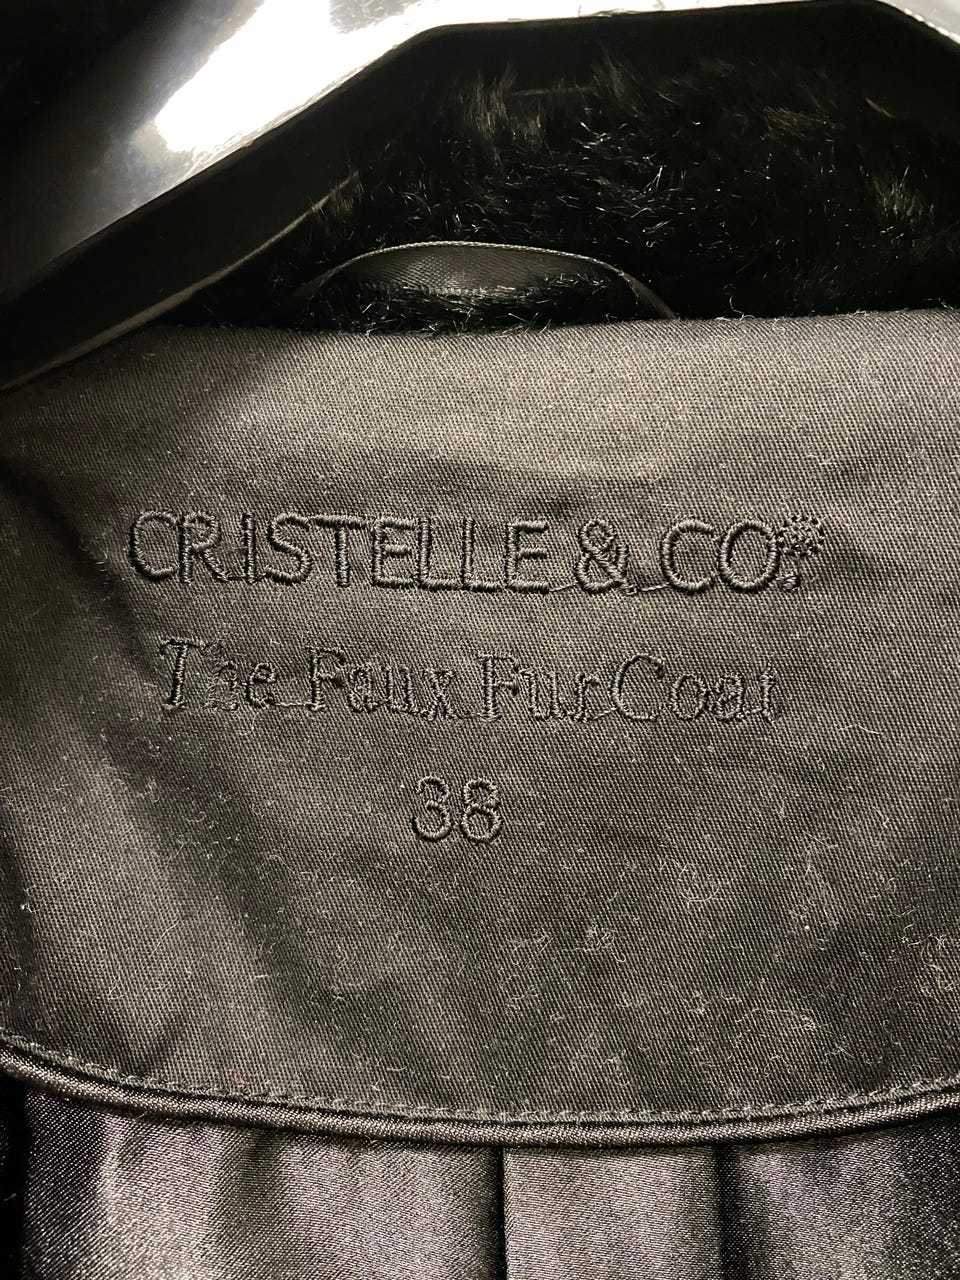 CRISTELLE & CO.
The Faux Fur Coat
38